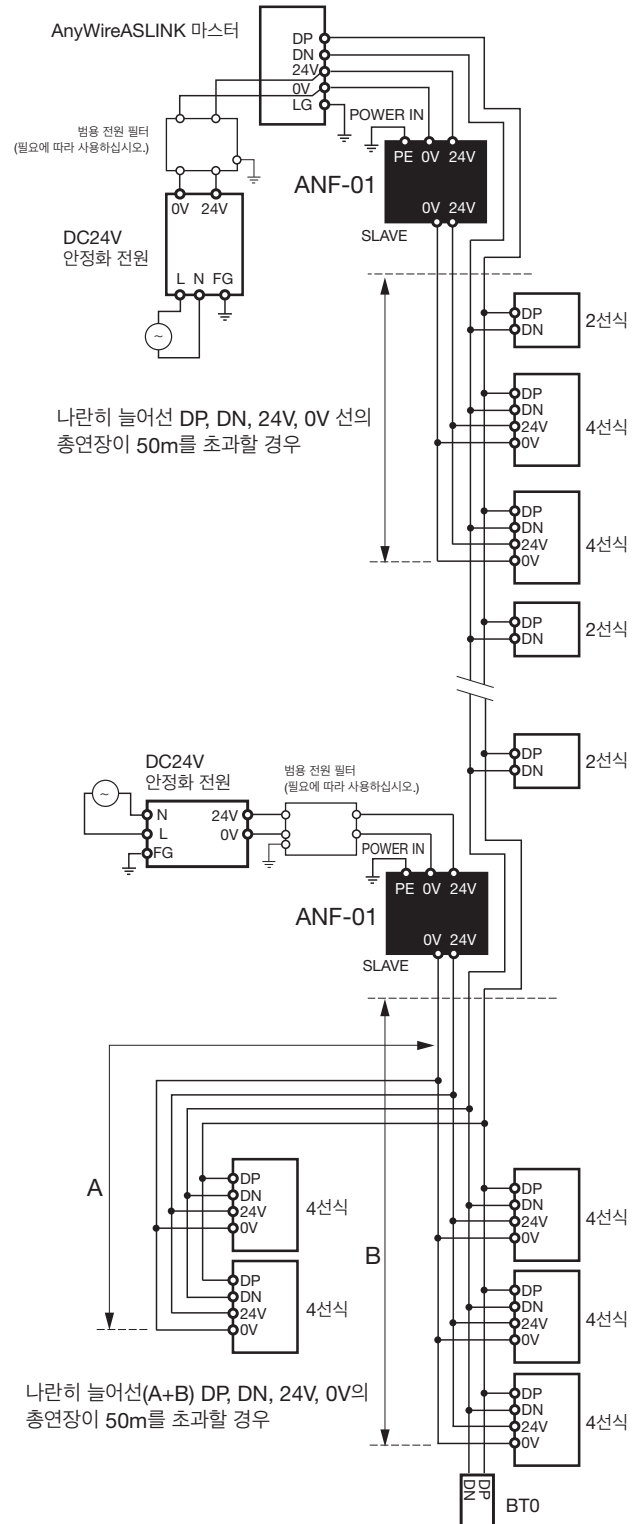 AnyWireASLINK 마스터
DP
DN
24V
0V
LG
범용 전원 필터
(필요에 따라 사용하십시오.)
POWER IN
PE 0V 24V
ANF-01
0V 24V
SLAVE
0V 24V
DC24V
안정화 전원
L N FG
~
DP
DN
2선식
나란히 늘어선 DP, DN, 24V, 0V 선의
총연장이 50m를 초과할 경우
DP
DN
24V
0V
4선식
DP
DN
24V
0V
4선식
DP
DN
2선식
DP
DN
2선식
DC24V
안정화 전원
범용 전원 필터
(필요에 따라 사용하십시오.)
~
N
L
FG
24V
0V
POWER IN
PE 0V 24V
ANF-01
0V 24V
SLAVE
A
B
DP
DN
24V
0V
4선식
DP
DN
24V
0V
4선식
DP
DN
24V
0V
4선식
DP
DN
24V
0V
4선식
DP
DN
24V
0V
4선식
나란히 늘어선(A+B) DP, DN, 24V, 0V의
총연장이 50m를 초과할 경우
DP
DN
BT0